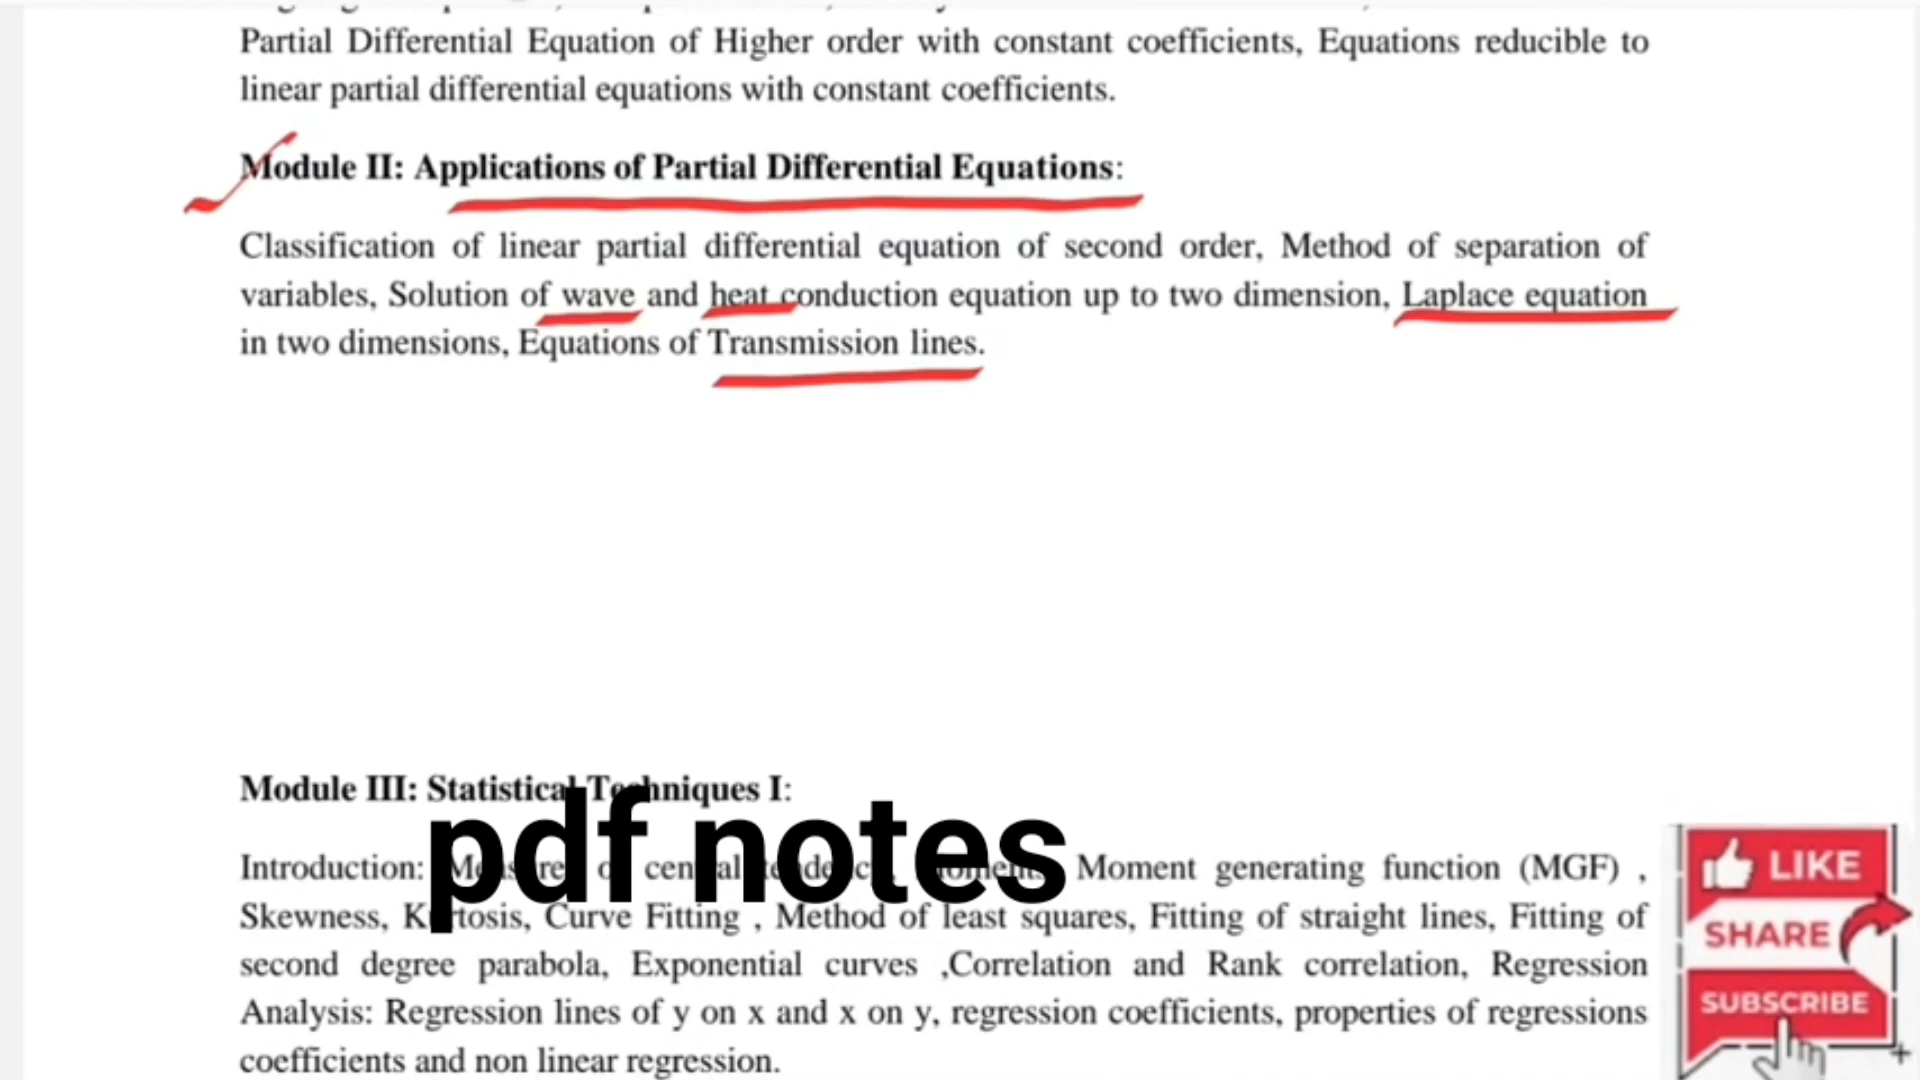 Partial Differential Equation of Higher order with constant coefficients, Equations reducible to
linear partial differential equations with constant coefficients.
Module II: Applications of Partial Differential Equations:
Classification of linear partial differential equation of second order, Method of separation of
variables, Solution of wave and heat conduction equation up to two dimension, Laplace equation
in two dimensions, Equations of Transmission lines.
Module III: Statistical Techniques I:
pdf notes
Introduction: Moment generating function (MGF) ,
Skewness, Kurtosis, Curve Fitting , Method of least squares, Fitting of straight lines, Fitting of
second degree parabola, Exponential curves ,Correlation and Rank correlation, Regression
Analysis: Regression lines of y on x and x on y, regression coefficients, properties of regressions
coefficients and non linear regression.
LIKE
SHARE
SUBSCRIBE